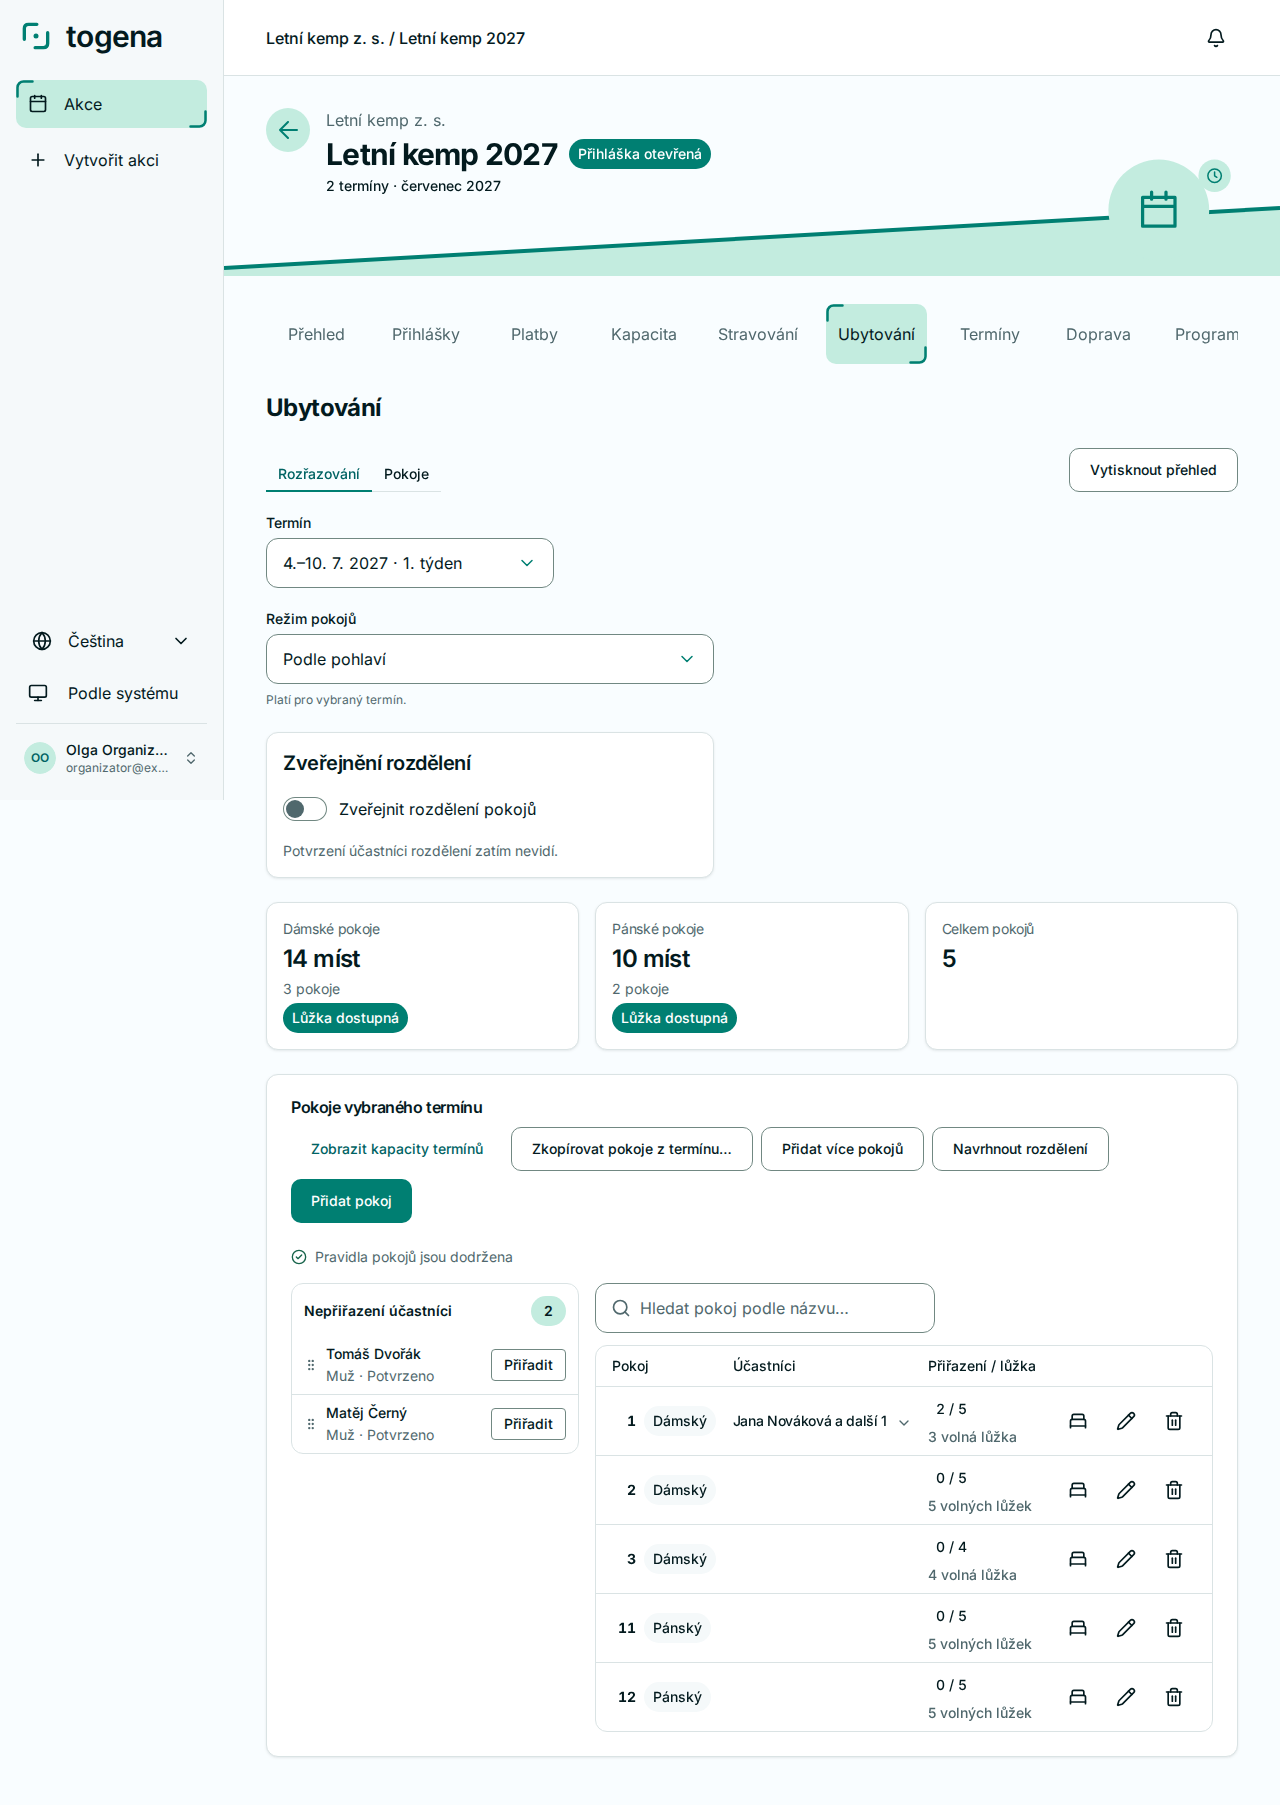 togena
Letní kemp z. s. / Letní kemp 2027
Akce
Vytvořit akci
Letní kemp z. s.
Letní kemp 2027 Přihláška otevřená
2 termíny · červenec 2027
Přehled Přihlášky Platby Kapacita Stravování Ubytování Termíny Doprava Program
Ubytování
Rozřazování Pokoje
Vytisknout přehled
Termín
4.–10. 7. 2027 · 1. týden
Režim pokojů
Podle pohlaví
Platí pro vybraný termín.
Čeština
Podle systému
OO
Olga Organiz…
organizator@ex…
Zveřejnění rozdělení
Zveřejnit rozdělení pokojů
Potvrzení účastníci rozdělení zatím nevidí.
Dámské pokoje
14 míst
3 pokoje
Lůžka dostupná
Pánské pokoje
10 míst
2 pokoje
Lůžka dostupná
Celkem pokojů
5
Pokoje vybraného termínu
Zobrazit kapacity termínů Zkopírovat pokoje z termínu… Přidat více pokojů Navrhnout rozdělení
Přidat pokoj
Pravidla pokojů jsou dodržena
Nepřiřazení účastníci 2
Tomáš Dvořák
Muž · Potvrzeno
Přiřadit
Matěj Černý
Muž · Potvrzeno
Přiřadit
Hledat pokoj podle názvu…
Pokoj Účastníci Přiřazení / lůžka
1 Dámský Jana Nováková a další 1 2 / 5
3 volná lůžka
2 Dámský 0 / 5
5 volných lůžek
3 Dámský 0 / 4
4 volná lůžka
11 Pánský 0 / 5
5 volných lůžek
12 Pánský 0 / 5
5 volných lůžek